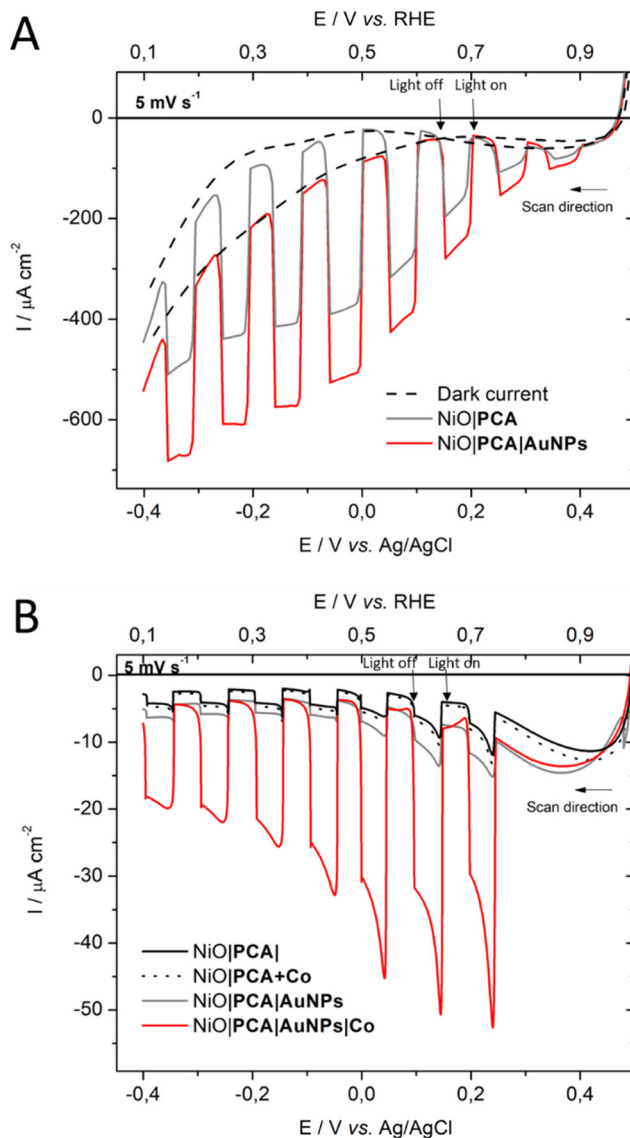 A
E / V vs. RHE
0,1 0,3 0,5 0,7 0,9
Light off Light on
5 mV s⁻¹
0
-200
-400
-600
I / µA cm⁻²
Scan direction
Dark current
NiO|PCA
NiO|PCA|AuNPs
-0,4 -0,2 0,0 0,2 0,4
E / V vs. Ag/AgCl
B
E / V vs. RHE
0,1 0,3 0,5 0,7 0,9
5 mV s⁻¹ Light off Light on
0
-10
-20
-30
-40
-50
I / µA cm⁻²
Scan direction
NiO|PCA|
NiO|PCA+Co
NiO|PCA|AuNPs
NiO|PCA|AuNPs|Co
-0,4 -0,2 0,0 0,2 0,4
E / V vs. Ag/AgCl